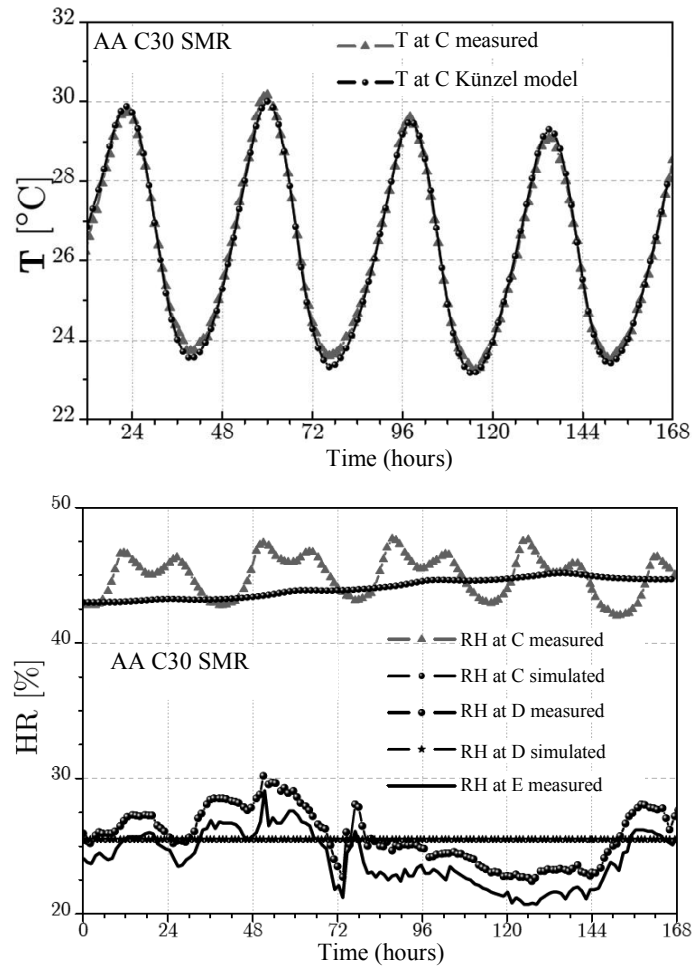 32
30
28
26
24
22
T [°C]
AA C30 SMR
T at C measured
T at C Künzel model
24 48 72 96 120 144 168
Time (hours)
50
40
30
20
HR [%]
AA C30 SMR
RH at C measured
RH at C simulated
RH at D measured
RH at D simulated
RH at E measured
0 24 48 72 96 120 144 168
Time (hours)